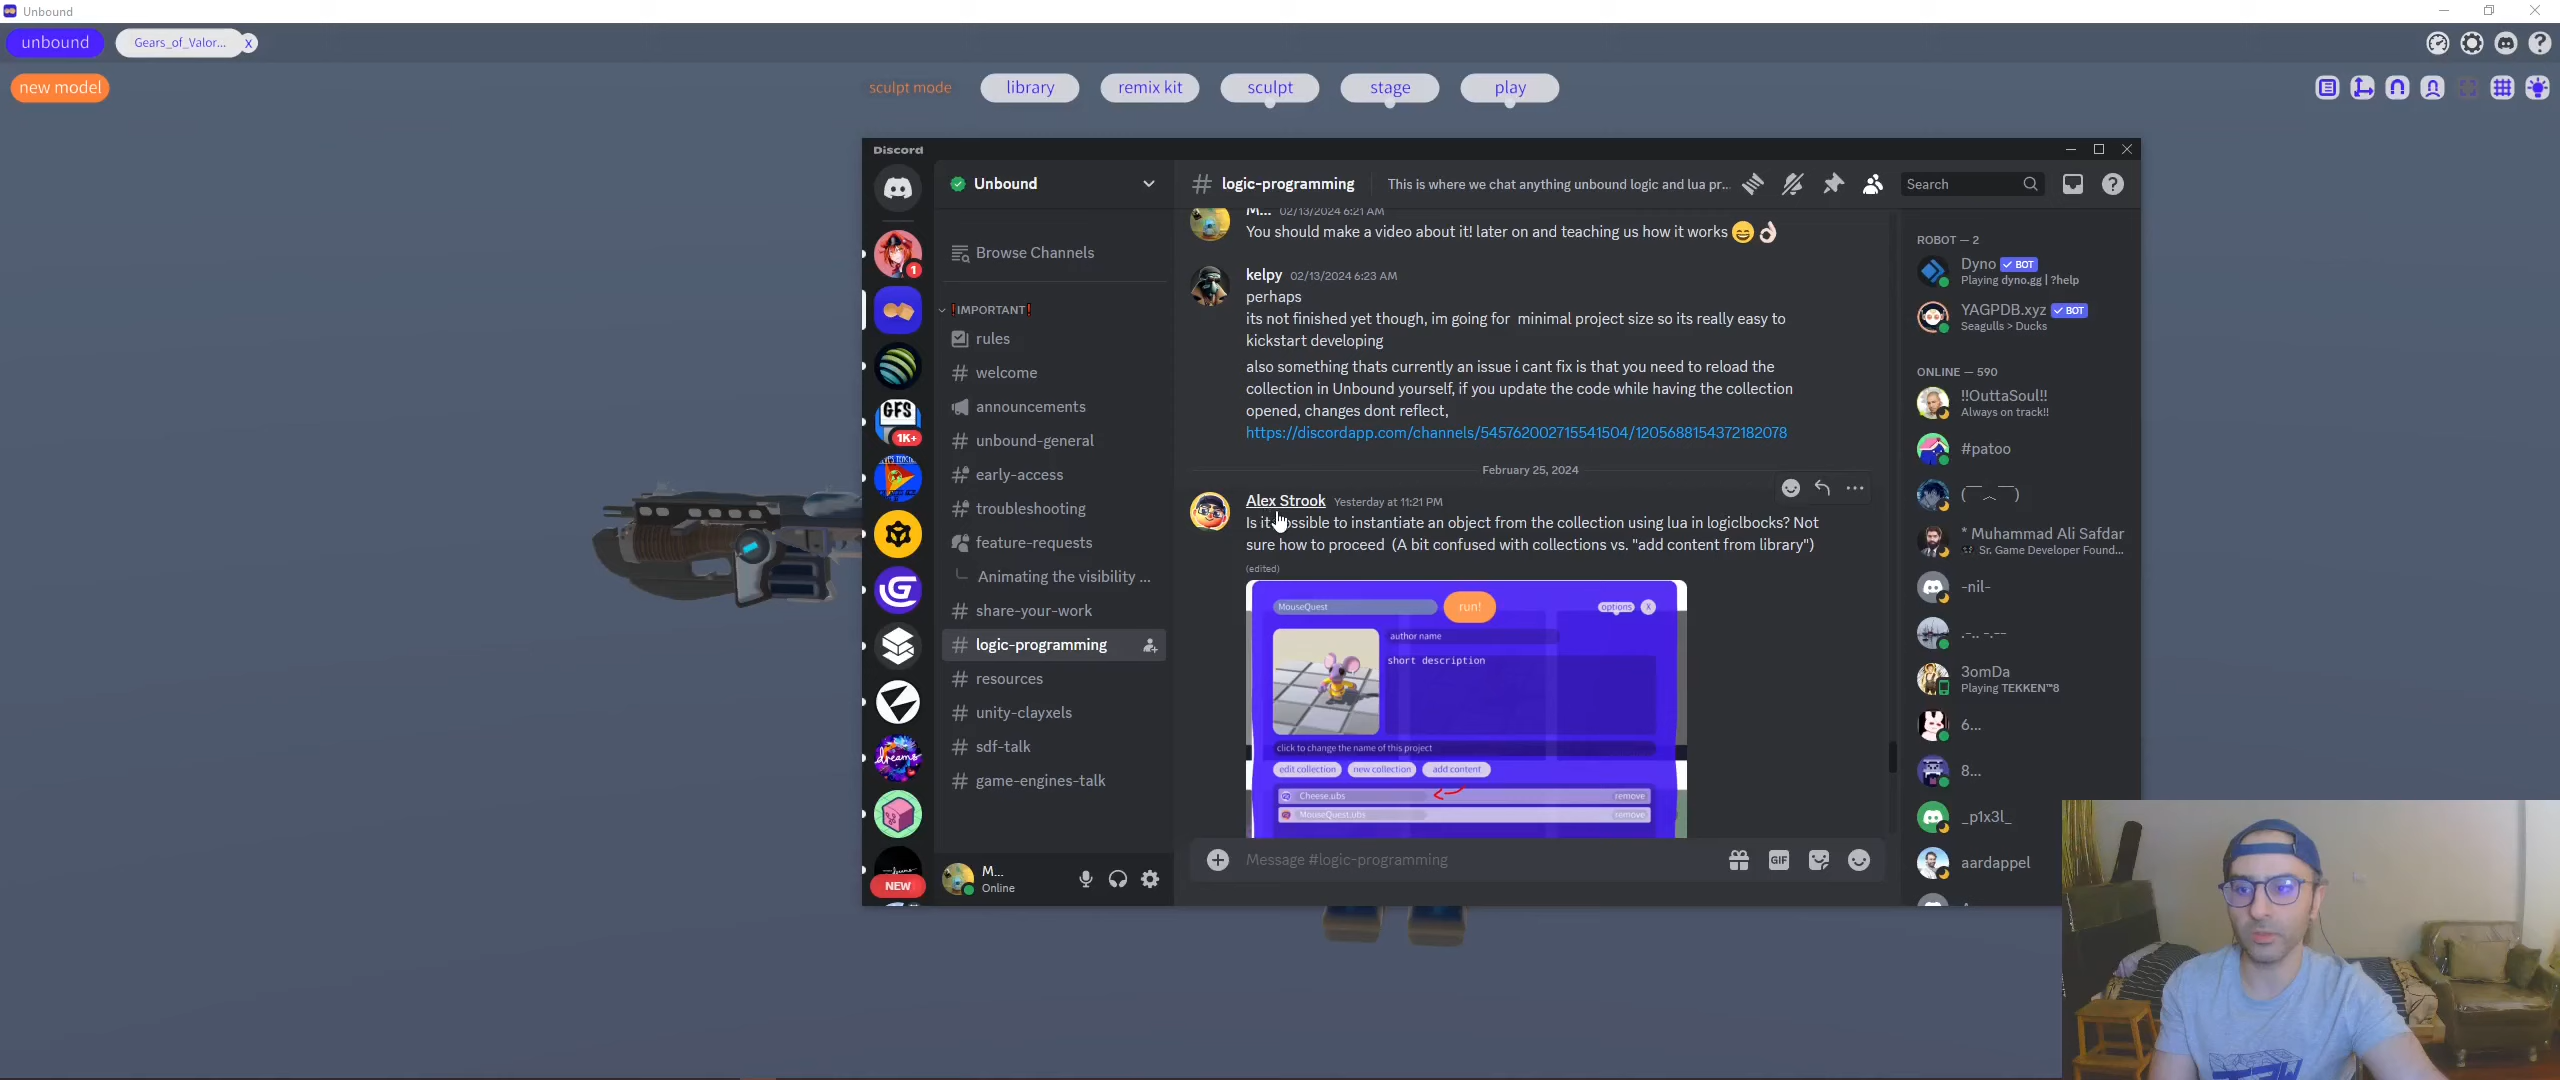 Unbound
unbound
Gears_of_Valor...
X
new model
sculpt mode
library
remix kit
sculpt
stage
play
Discord
Unbound
logic-programming
This is where we chat anything unbound logic and lua pr...
Search
Browse Channels
❗IMPORTANT❗
rules
welcome
announcements
unbound-general
early-access
troubleshooting
feature-requests
Animating the visibility ...
share-your-work
logic-programming
resources
unity-clayxels
sdf-talk
game-engines-talk
1
GFS
1K+
dreams
NEW
M...
Online
M... 02/13/2024 6:21 AM
You should make a video about it! later on and teaching us how it works 😄👌🏻
kelpy 02/13/2024 6:23 AM
perhaps
its not finished yet though, im going for minimal project size so its really easy to
kickstart developing
also something thats currently an issue i cant fix is that you need to reload the
collection in Unbound yourself, if you update the code while having the collection
opened, changes dont reflect,
https://discordapp.com/channels/545762002715541504/1205688154372182078
February 25, 2024
Alex Strook Yesterday at 11:21 PM
Is it possible to instantiate an object from the collection using lua in logiclbocks? Not
sure how to proceed (A bit confused with collections vs. "add content from library")
(edited)
MouseQuest
run!
options
X
author name
short description
click to change the name of this project
edit collection
new collection
add content
Cheese.ubs
remove
MouseQuest.ubs
remove
Message #logic-programming
GIF
ROBOT — 2
Dyno ✓ BOT
Playing dyno.gg | ?help
YAGPDB.xyz ✓ BOT
Seagulls > Ducks
ONLINE — 590
!!OuttaSoul!!
Always on track!!
#patoo
(￣︿￣)
* Muhammad Ali Safdar
Sr. Game Developer Found...
-nil-
.-.. -.--
3omDa
Playing TEKKEN™8
6...
8...
_p1x3l_
aardappel